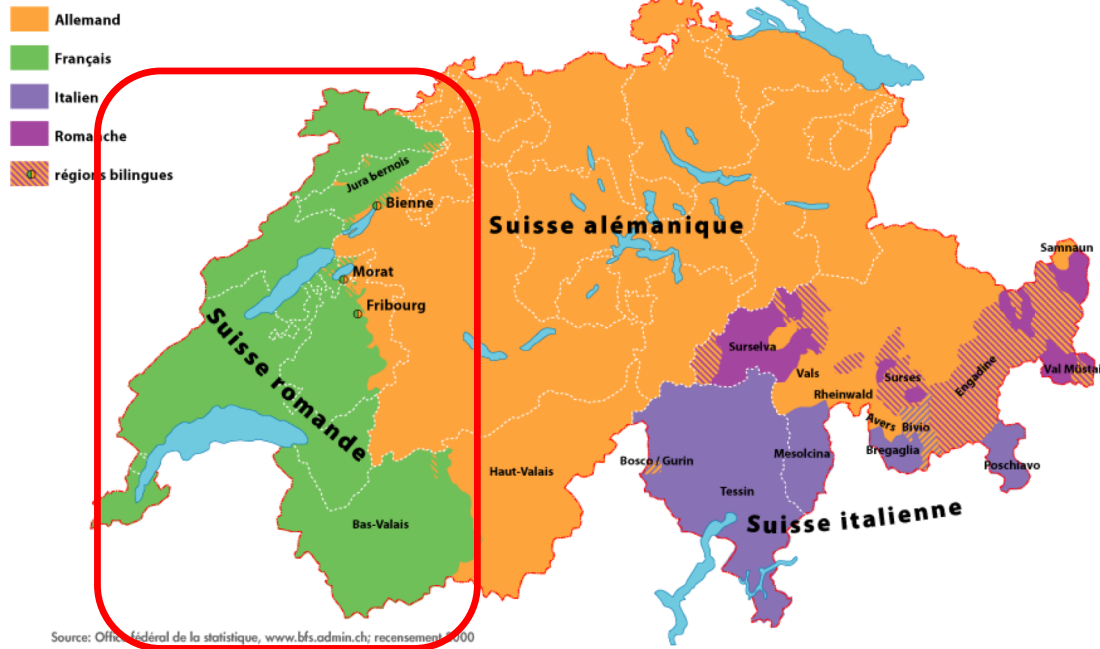 Allemand
Français
Italien
Romanche
régions bilingues
Jura bernois
Bienne
Suisse alémanique
Morat
Fribourg
Suisse romande
Samnaun
Surselva
Vals
Surses
Engadine
Val Müstair
Rheinwald
Avers
Bivio
Bregaglia
Bosco / Gurin
Mesolcina
Poschiavo
Haut-Valais
Tessin
Bas-Valais
Suisse italienne
Source: Office fédéral de la statistique, www.bfs.admin.ch; recensement 2000